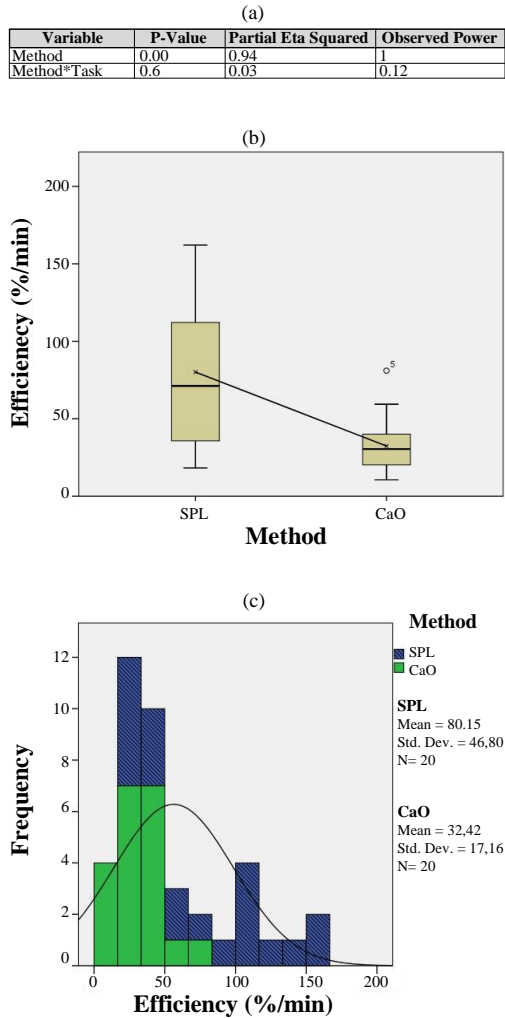 (a)
Variable P-Value Partial Eta Squared Observed Power
Method 0.00 0.94 1
Method*Task 0.6 0.03 0.12
(b)
Efficienecy (%/min)
200
150
100
50
0
5
SPL CaO
Method
(c)
Method
SPL
CaO
SPL
Mean = 80.15
Std. Dev. = 46,80
N= 20
CaO
Mean = 32,42
Std. Dev. = 17,16
N= 20
Frequency
12
10
8
6
4
2
0
0 50 100 150 200
Efficiency (%/min)